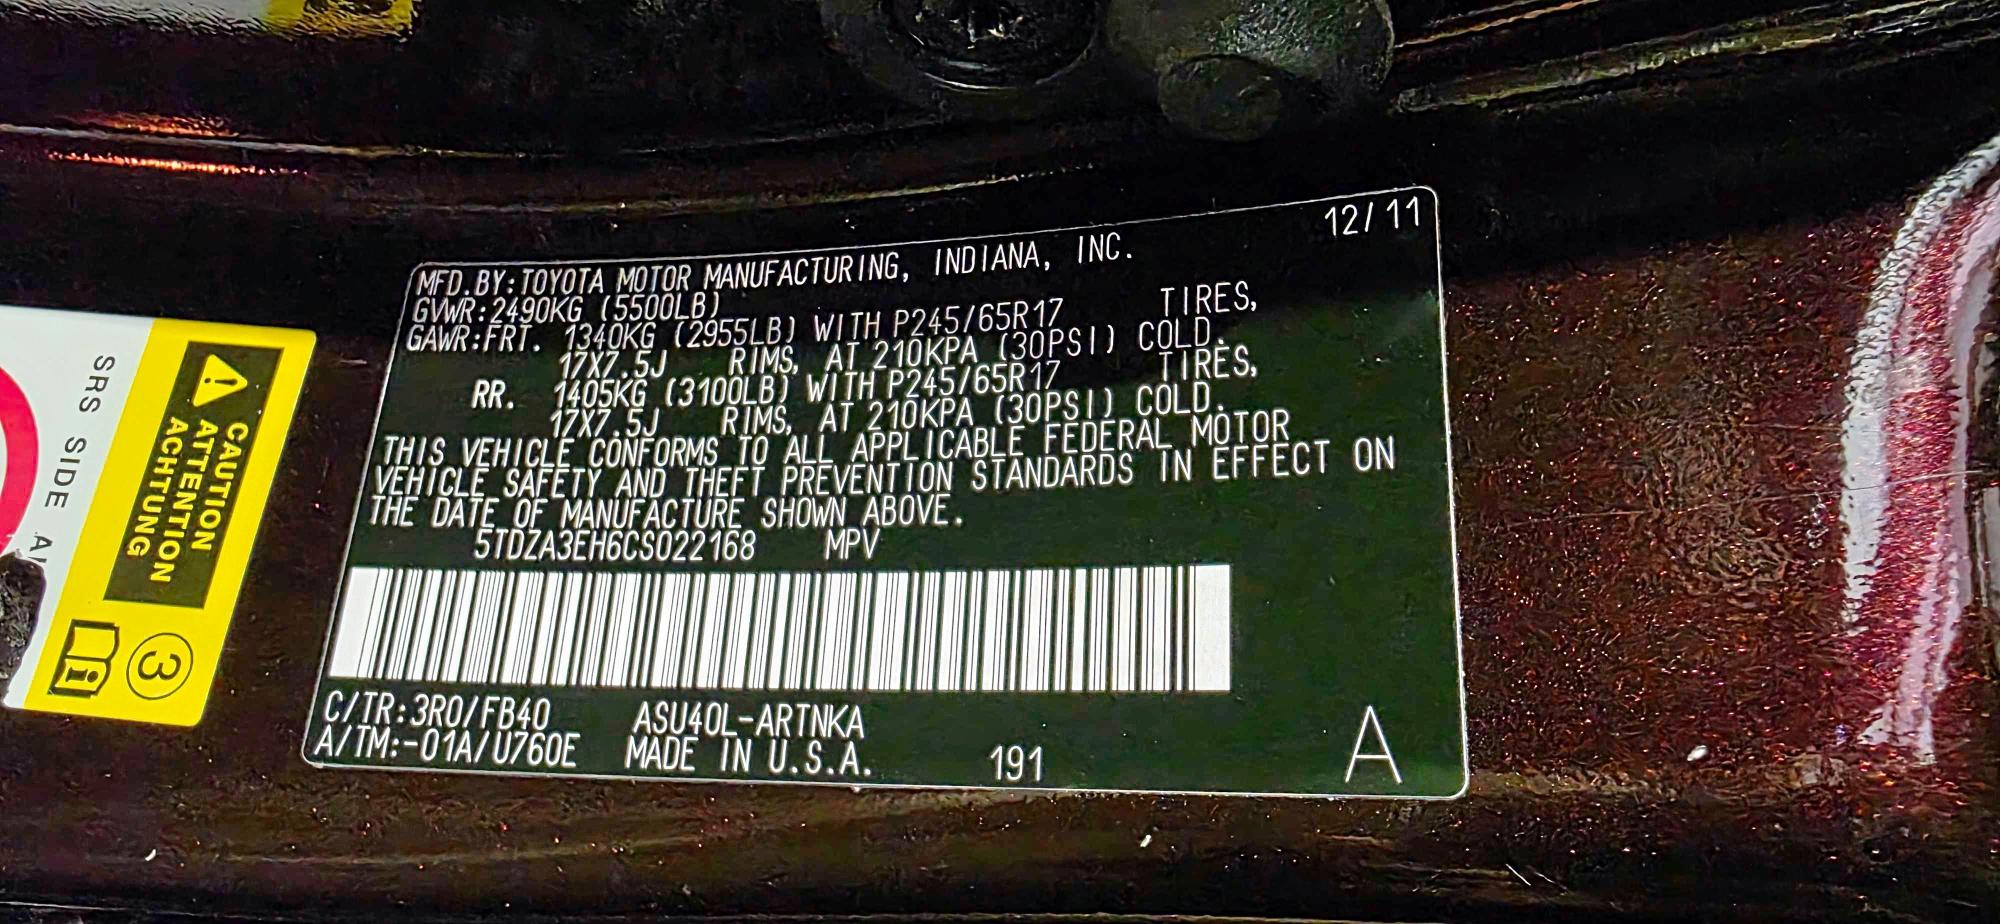 12/11
MFD.BY:TOYOTA MOTOR MANUFACTURING, INDIANA, INC.
GVWR:2490KG (5500LB)
GAWR:FRT. 1340KG (2955LB) WITH P245/65R17 TIRES,
17X7.5J RIMS, AT 210KPA (30PSI) COLD.
RR. 1405KG (3100LB) WITH P245/65R17 TIRES,
17X7.5J RIMS, AT 210KPA (30PSI) COLD.
THIS VEHICLE CONFORMS TO ALL APPLICABLE FEDERAL MOTOR
VEHICLE SAFETY AND THEFT PREVENTION STANDARDS IN EFFECT ON
THE DATE OF MANUFACTURE SHOWN ABOVE.
5TDZA3EH6CS022168 MPV
C/TR:3R0/FB40 ASU40L-ARTNKA
A/TM:-01A/U760E MADE IN U.S.A. 191 A
CAUTION
ATTENTION
ACHTUNG
3
i
SRS SIDE